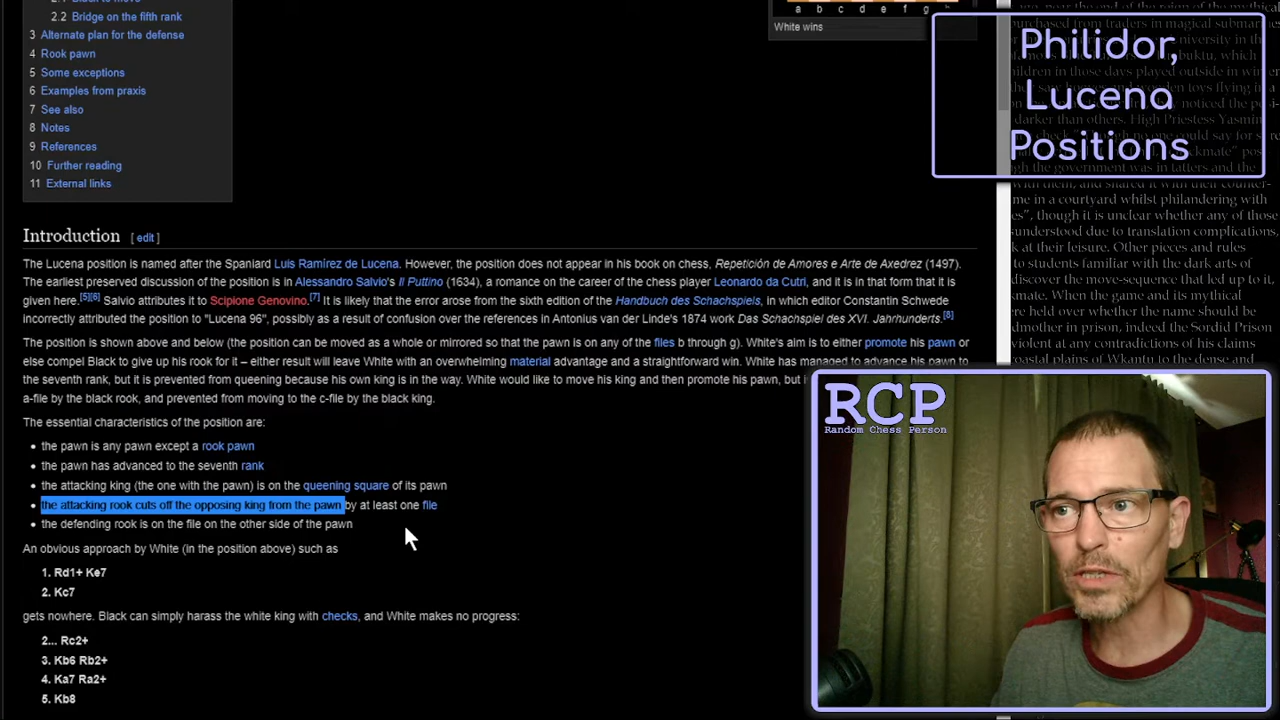 2.1 Black to move
2.2 Bridge on the fifth rank
3 Alternate plan for the defense
4 Rook pawn
5 Some exceptions
6 Examples from praxis
7 See also
8 Notes
9 References
10 Further reading
11 External links
a b c d e f g h
White wins
Philidor,
Lucena
Positions
Introduction [ edit ]
The Lucena position is named after the Spaniard Luis Ramírez de Lucena. However, the position does not appear in his book on chess, Repetición de Amores e Arte de Axedrez (1497).
The earliest preserved discussion of the position is in Alessandro Salvio's Il Puttino (1634), a romance on the career of the chess player Leonardo da Cutri, and it is in that form that it is
given here.[5][6] Salvio attributes it to Scipione Genovino.[7] It is likely that the error arose from the sixth edition of the Handbuch des Schachspiels, in which editor Constantin Schwede
incorrectly attributed the position to "Lucena 96", possibly as a result of confusion over the references in Antonius van der Linde's 1874 work Das Schachspiel des XVI. Jahrhunderts.[8]
The position is shown above and below (the position can be moved as a whole or mirrored so that the pawn is on any of the files b through g). White's aim is to either promote his pawn or
else compel Black to give up his rook for it – either result will leave White with an overwhelming material advantage and a straightforward win. White has managed to advance his pawn to
the seventh rank, but it is prevented from queening because his own king is in the way. White would like to move his king and then promote his pawn, but
a-file by the black rook, and prevented from moving to the c-file by the black king.
The essential characteristics of the position are:
• the pawn is any pawn except a rook pawn
• the pawn has advanced to the seventh rank
• the attacking king (the one with the pawn) is on the queening square of its pawn
• the attacking rook cuts off the opposing king from the pawn by at least one file
• the defending rook is on the file on the other side of the pawn
An obvious approach by White (in the position above) such as
1. Rd1+ Ke7
2. Kc7
gets nowhere. Black can simply harass the white king with checks, and White makes no progress:
2... Rc2+
3. Kb6 Rb2+
4. Ka7 Ra2+
5. Kb8
RCP
Random Chess Person